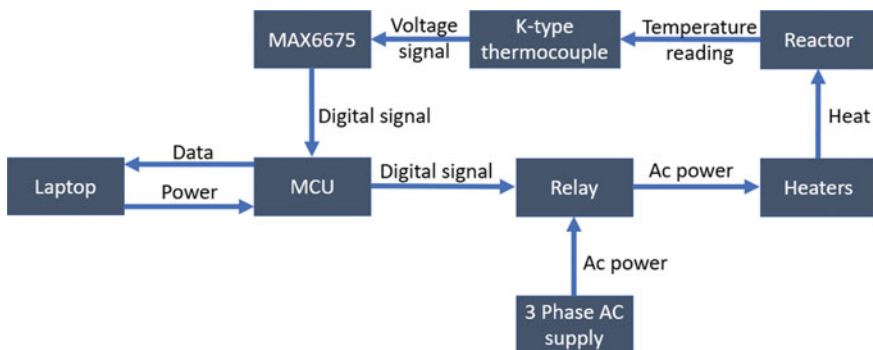 MAX6675
Voltage
signal
K-type
thermocouple
Temperature
reading
Reactor
Digital signal
Heat
Laptop
Data
Power
MCU
Digital signal
Relay
Ac power
Heaters
Ac power
3 Phase AC
supply